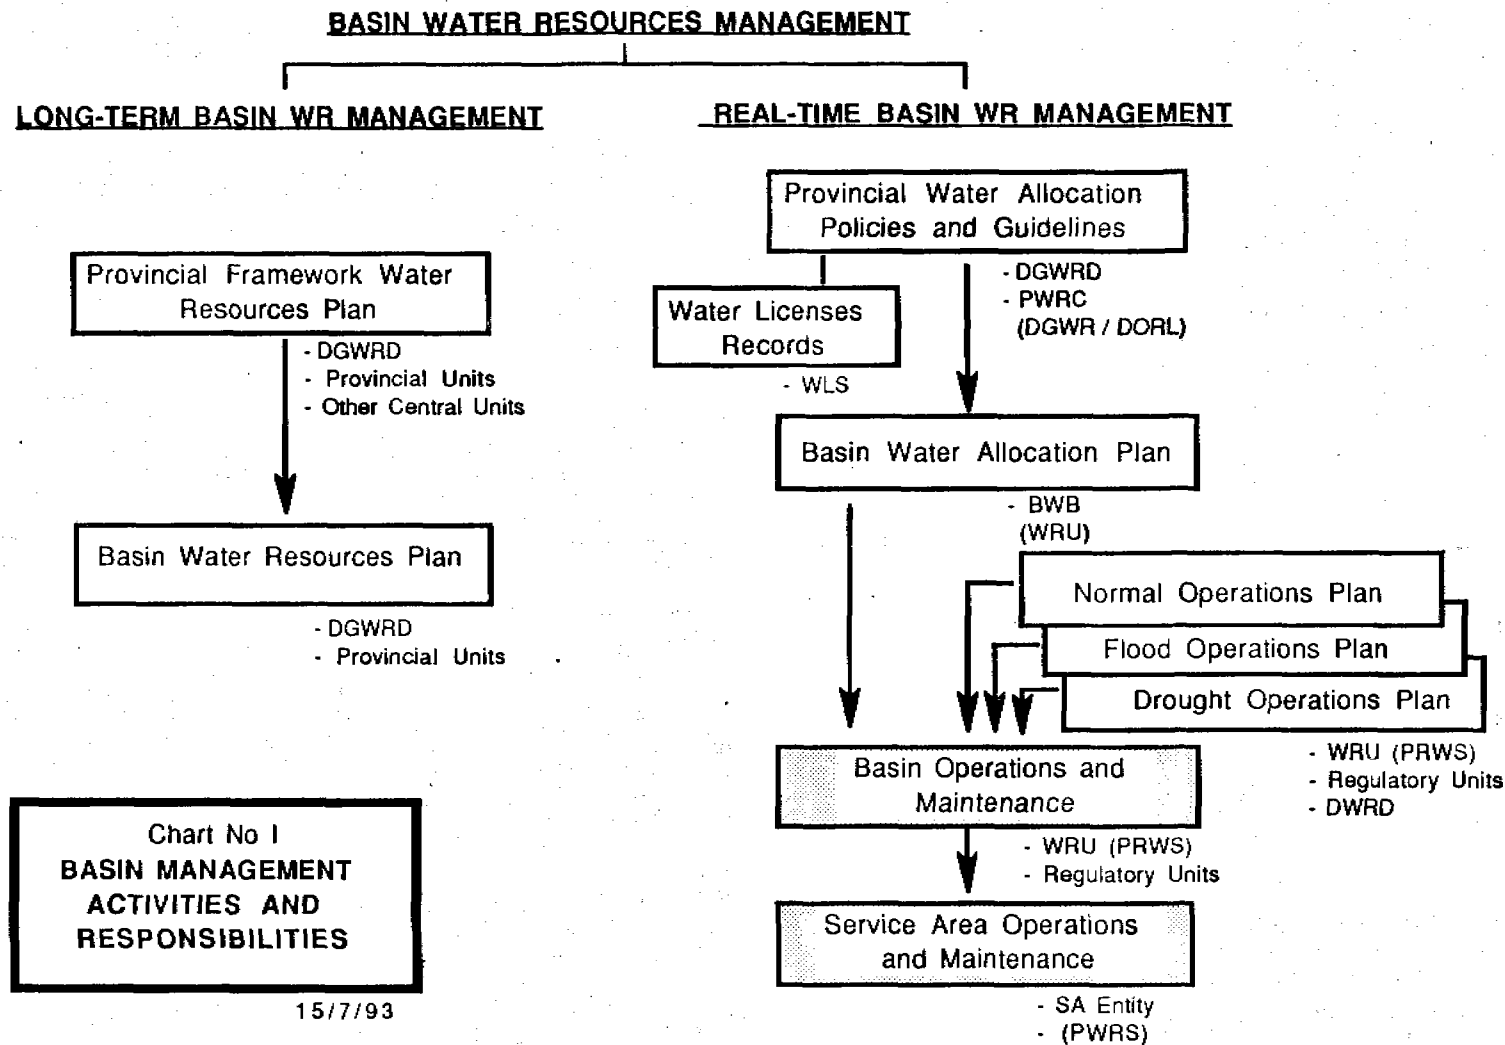 BASIN WATER RESOURCES MANAGEMENT
LONG-TERM BASIN WR MANAGEMENT
Provincial Framework Water
Resources Plan
- DGWRD
- Provincial Units
- Other Central Units
Basin Water Resources Plan
- DGWRD
- Provincial Units
REAL-TIME BASIN WR MANAGEMENT
Provincial Water Allocation
Policies and Guidelines
- DGWRD
- PWRC
(DGWR / DORL)
Water Licenses
Records
- WLS
Basin Water Allocation Plan
- BWB
(WRU)
Normal Operations Plan
Flood Operations Plan
Drought Operations Plan
- WRU (PRWS)
- Regulatory Units
- DWRD
Basin Operations and
Maintenance
- WRU (PRWS)
- Regulatory Units
Service Area Operations
and Maintenance
- SA Entity
- (PWRS)
Chart No I
BASIN MANAGEMENT
ACTIVITIES AND
RESPONSIBILITIES
15/7/93